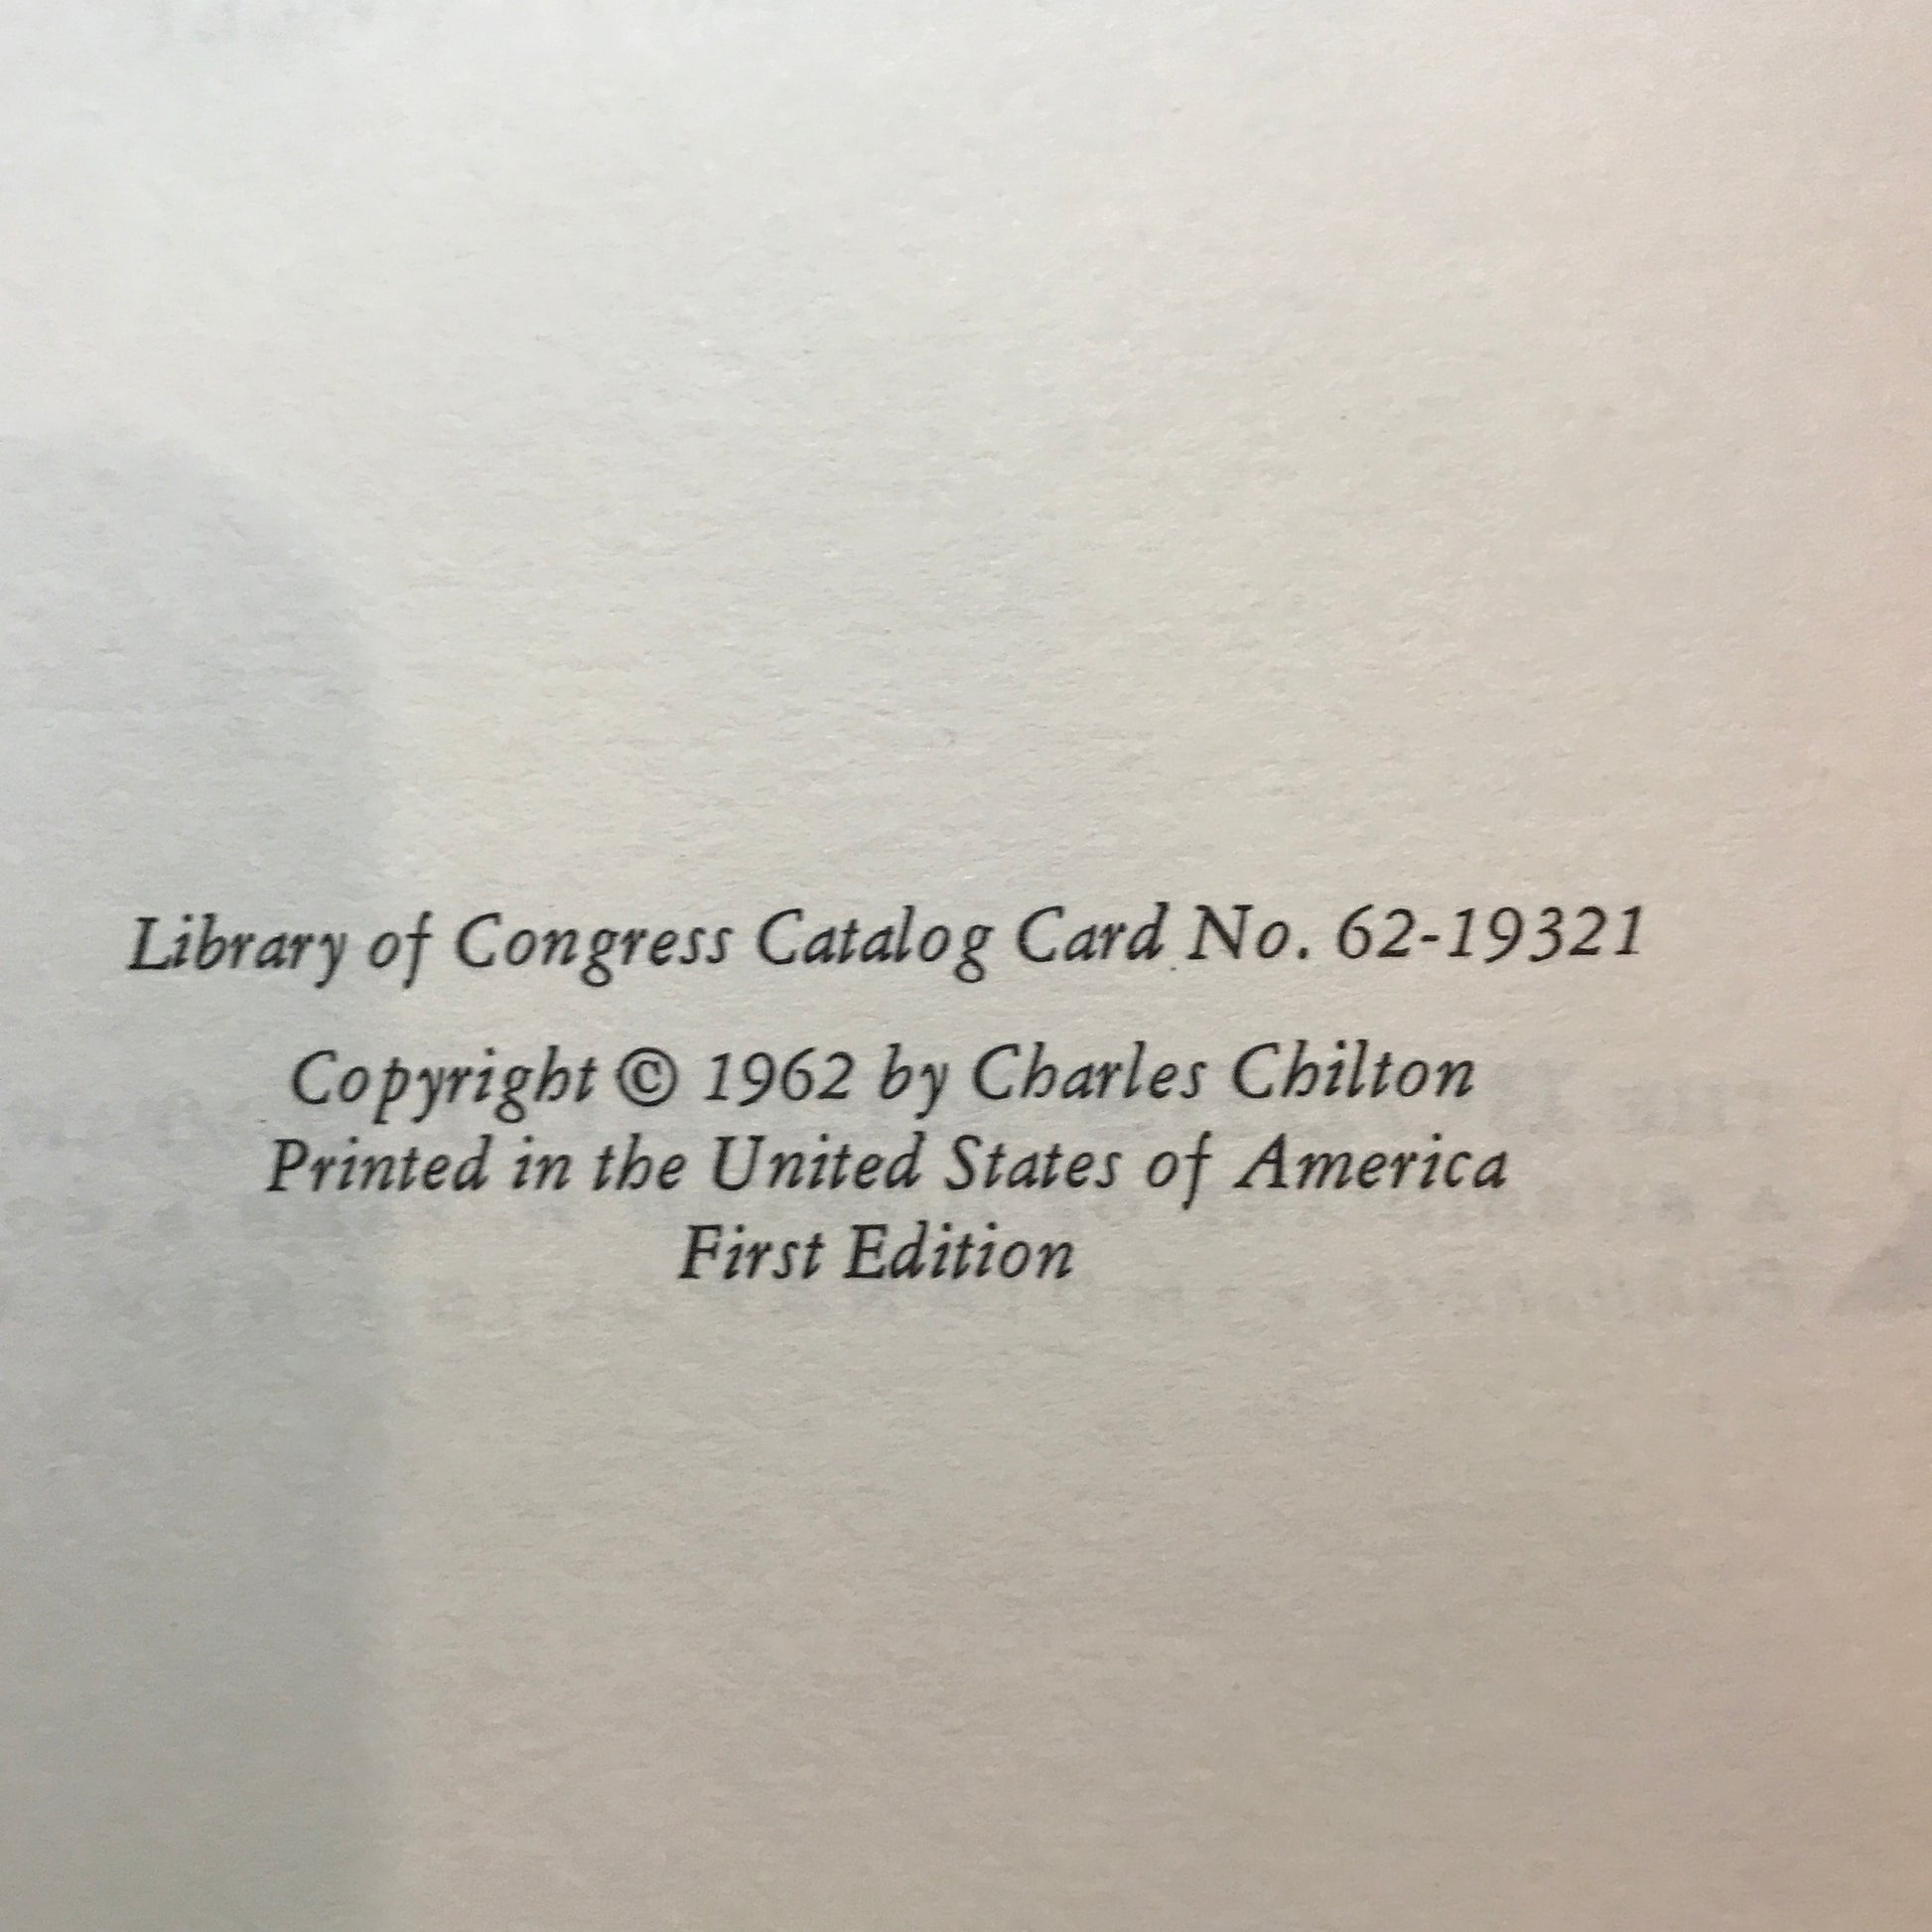 Library of Congress Catalog Card No. 62-19321
Copyright © 1962 by Charles Chilton
Printed in the United States of America
First Edition